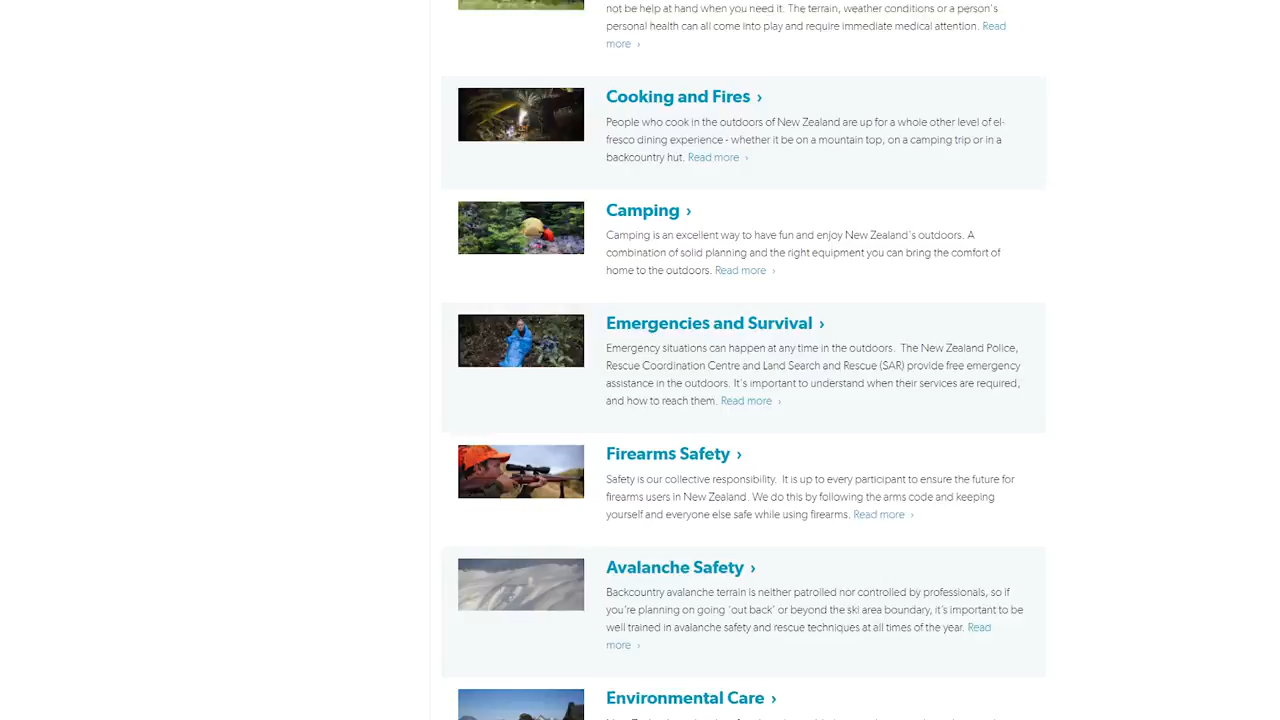 not be help at hand when you need it. The terrain, weather conditions or a person's
personal health can all come into play and require immediate medical attention. Read
more ›
Cooking and Fires ›
People who cook in the outdoors of New Zealand are up for a whole other level of el-
fresco dining experience - whether it be on a mountain top, on a camping trip or in a
backcountry hut. Read more ›
Camping ›
Camping is an excellent way to have fun and enjoy New Zealand's outdoors. A
combination of solid planning and the right equipment you can bring the comfort of
home to the outdoors. Read more ›
Emergencies and Survival ›
Emergency situations can happen at any time in the outdoors. The New Zealand Police,
Rescue Coordination Centre and Land Search and Rescue (SAR) provide free emergency
assistance in the outdoors. It's important to understand when their services are required,
and how to reach them. Read more ›
Firearms Safety ›
Safety is our collective responsibility. It is up to every participant to ensure the future for
firearms users in New Zealand. We do this by following the arms code and keeping
yourself and everyone else safe while using firearms. Read more ›
Avalanche Safety ›
Backcountry avalanche terrain is neither patrolled nor controlled by professionals, so if
you're planning on going 'out back' or beyond the ski area boundary, it's important to be
well trained in avalanche safety and rescue techniques at all times of the year. Read
more ›
Environmental Care ›